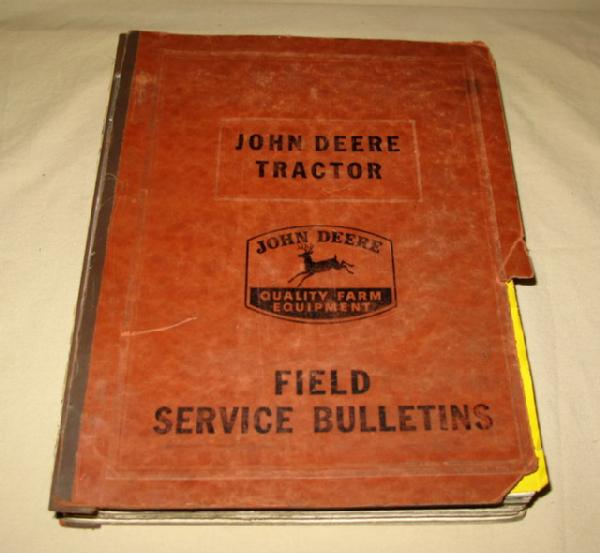 JOHN DEERE
TRACTOR
JOHN DEERE
QUALITY FARM
EQUIPMENT
FIELD
SERVICE BULLETINS